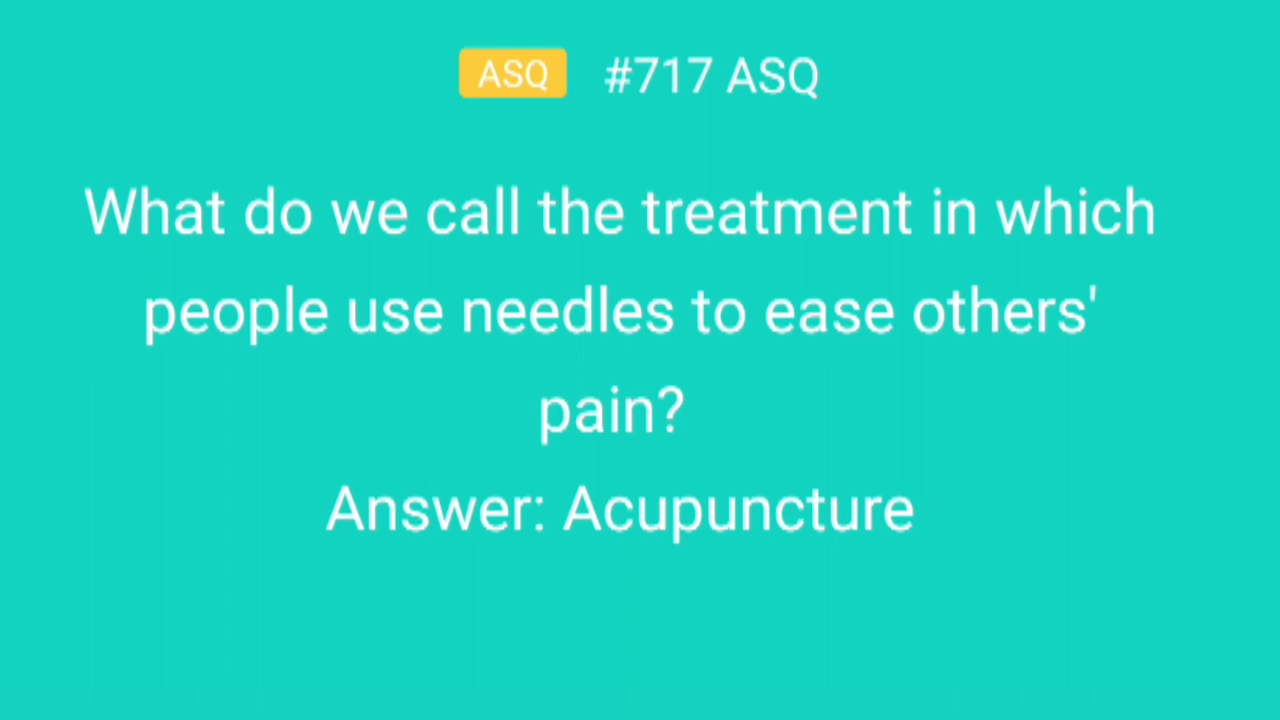 ASQ #717 ASQ
What do we call the treatment in which
people use needles to ease others'
pain?
Answer: Acupuncture